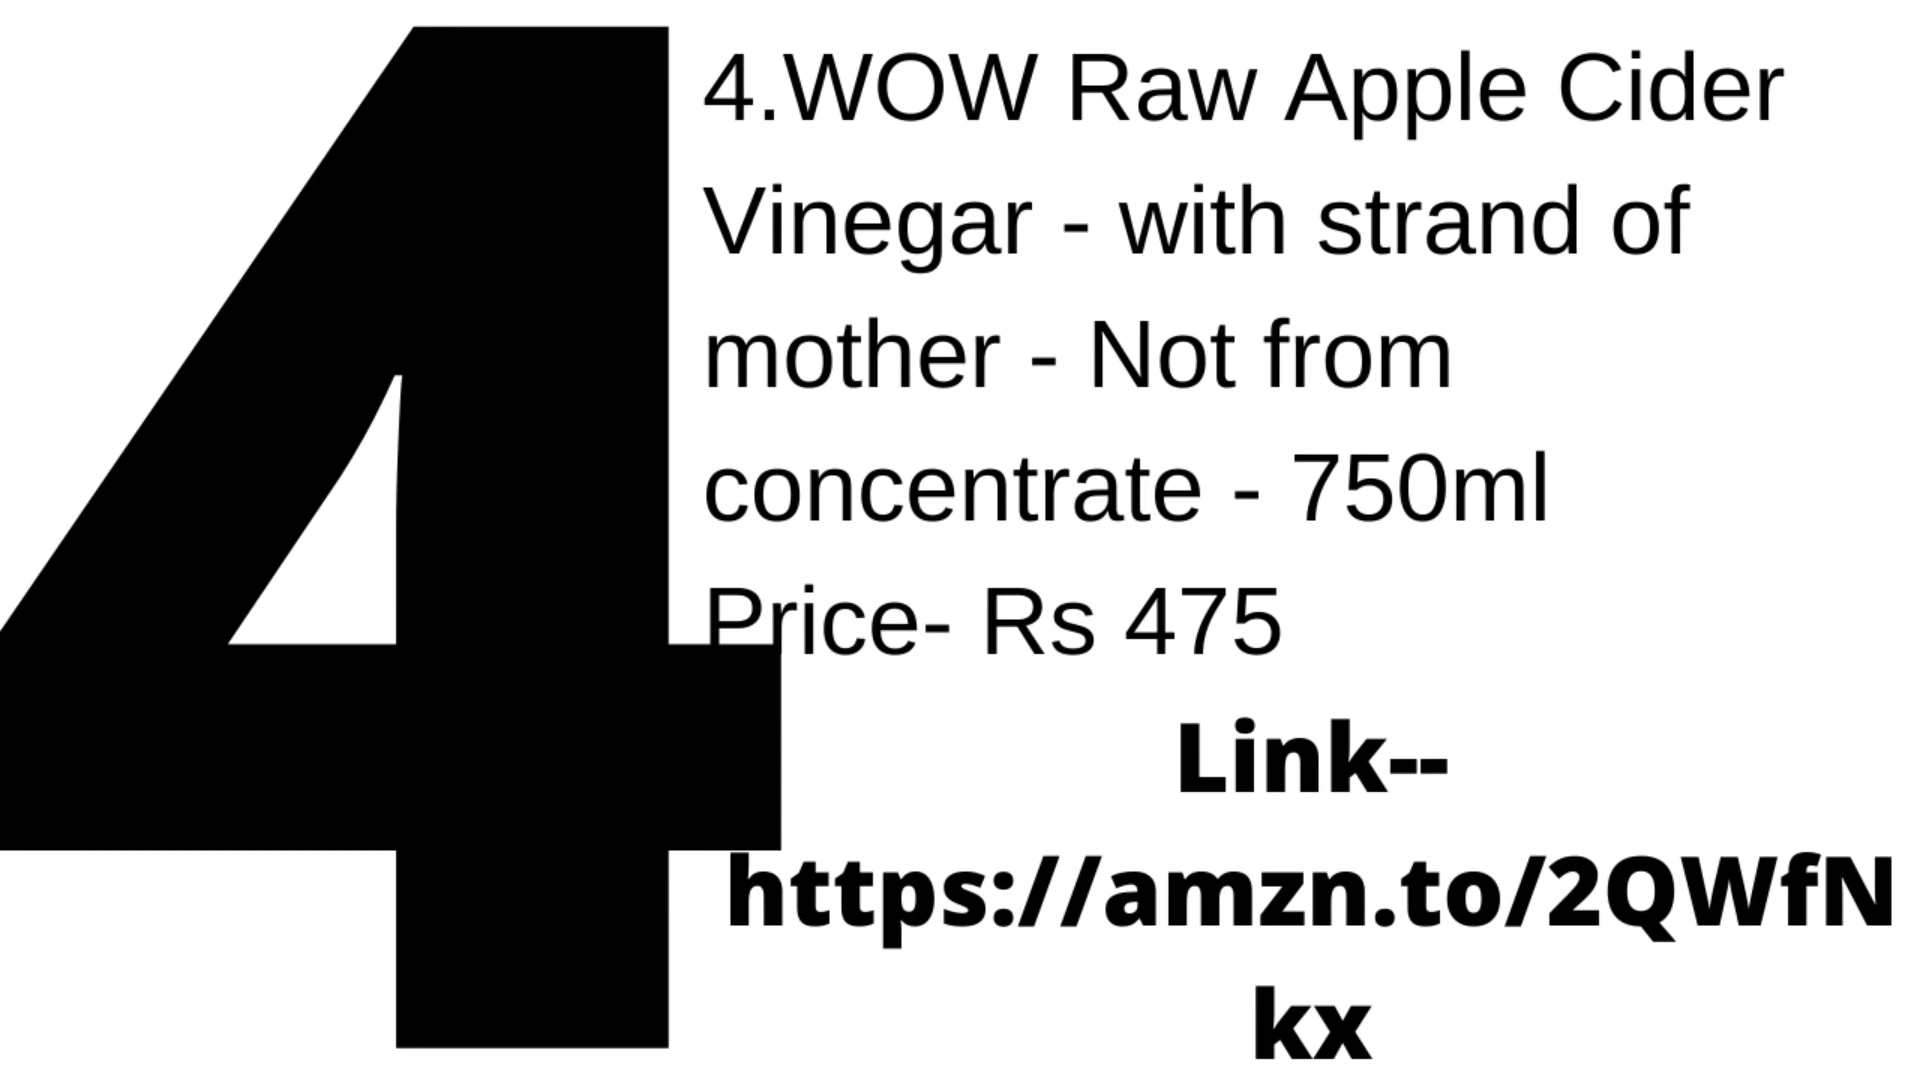 4
4.WOW Raw Apple Cider
Vinegar - with strand of
mother - Not from
concentrate - 750ml
Price- Rs 475
Link--
https://amzn.to/2QWfN
kx